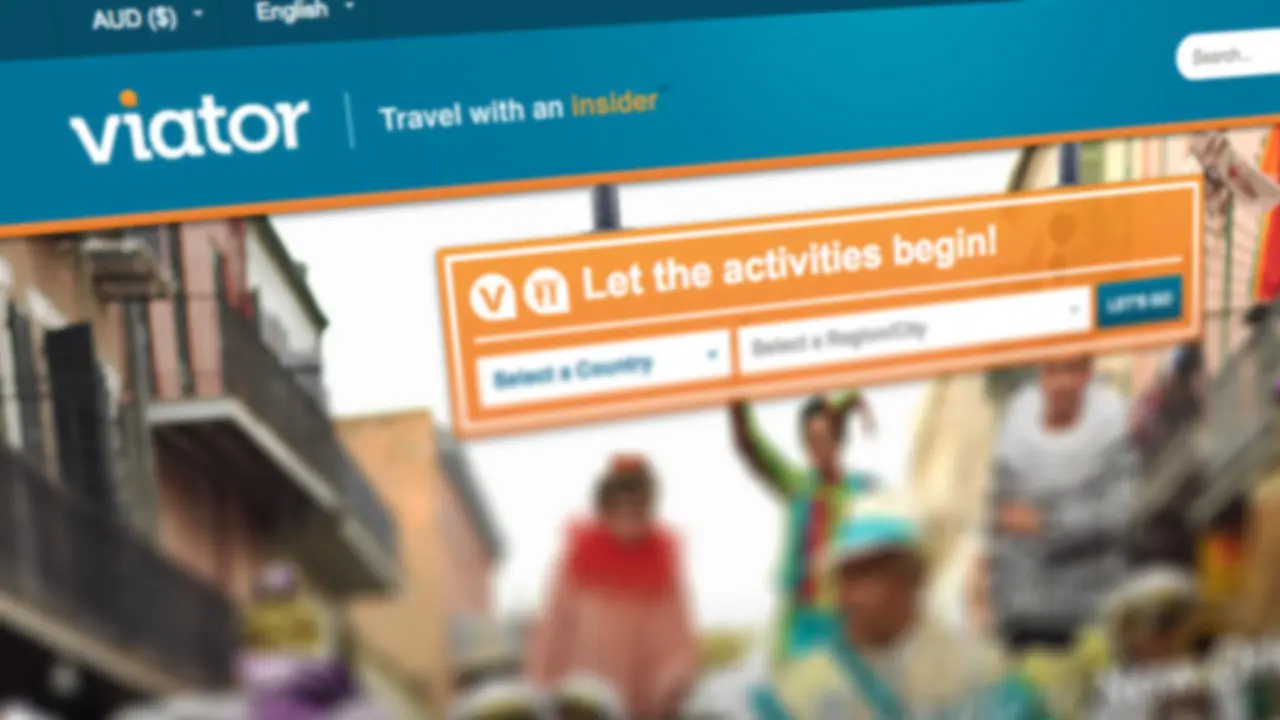 AUD ($) English
viator Travel with an insider
Search...
Let the activities begin!
Select a Country Select a Region/City LET'S GO